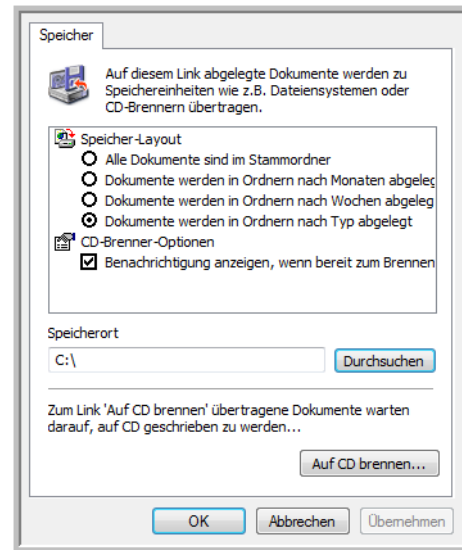 Speicher
Auf diesem Link abgelegte Dokumente werden zu
Speichereinheiten wie z.B. Dateiensystemen oder
CD-Brennern übertragen.
Speicher-Layout
Alle Dokumente sind im Stammordner
Dokumente werden in Ordnern nach Monaten abgeleg
Dokumente werden in Ordnern nach Wochen abgeleg
Dokumente werden in Ordnern nach Typ abgelegt
CD-Brenner-Optionen
Benachrichtigung anzeigen, wenn bereit zum Brennen
Speicherort
C:\
Durchsuchen
Zum Link 'Auf CD brennen' übertragene Dokumente warten
darauf, auf CD geschrieben zu werden...
Auf CD brennen...
OK Abbrechen Übernehmen